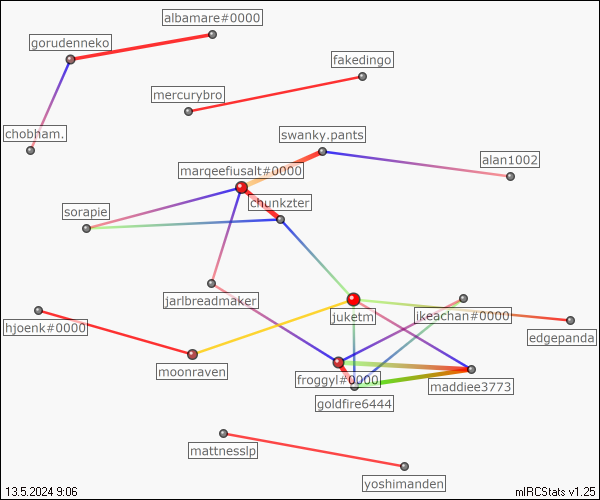 albamare#0000
gorudenneko
fakedingo
mercurybro
chobham.
swanky.pants
alan1002
marqeefiusalt#0000
chunkzter
sorapie
jarlbreadmaker
juketm
ikeachan#0000
hjoenk#0000
edgepanda
moonraven
froggyl#0000
maddiee3773
goldfire6444
mattnesslp
yoshimanden
13.5.2024 9:06
mIRCStats v1.25